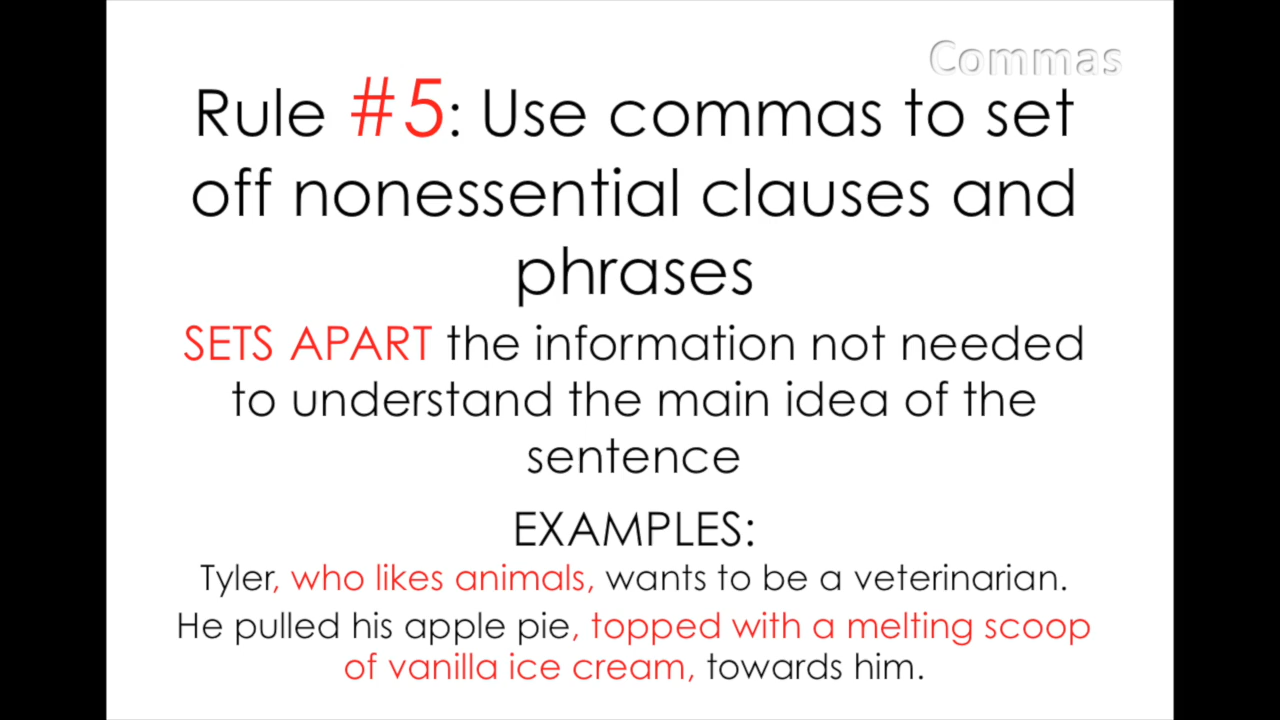 Commas
Rule #5: Use commas to set
off nonessential clauses and
phrases
SETS APART the information not needed
to understand the main idea of the
sentence
EXAMPLES:
Tyler, who likes animals, wants to be a veterinarian.
He pulled his apple pie, topped with a melting scoop
of vanilla ice cream, towards him.